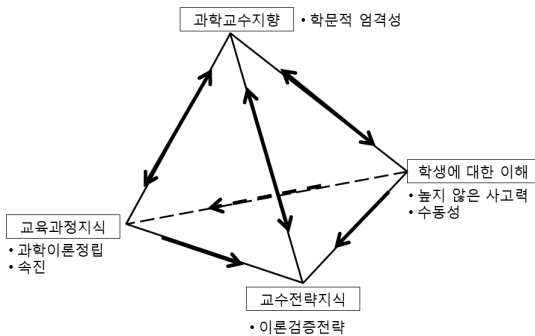 과학교수지향 • 학문적 엄격성
학생에 대한 이해
• 높지 않은 사고력
• 수동성
교육과정지식
• 과학이론정립
• 속진
교수전략지식
• 이론검증전략